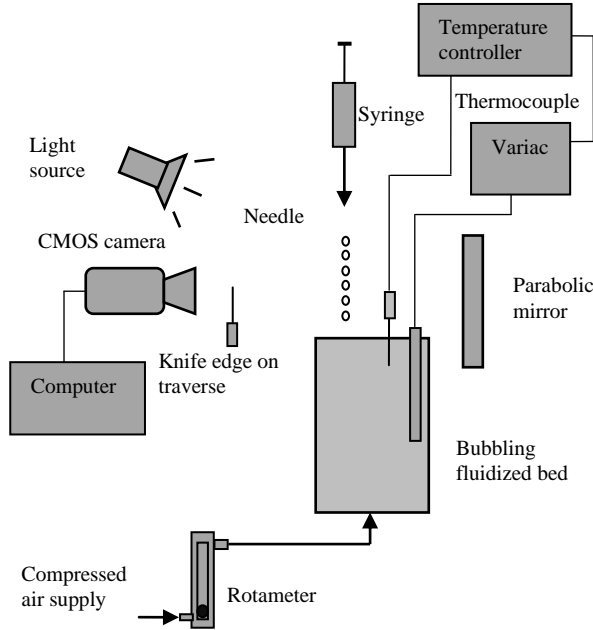 Temperature
controller
Thermocouple
Syringe
Variac
Light
source
Needle
CMOS camera
Parabolic
mirror
Knife edge on
traverse
Computer
Bubbling
fluidized bed
Compressed
air supply
Rotameter